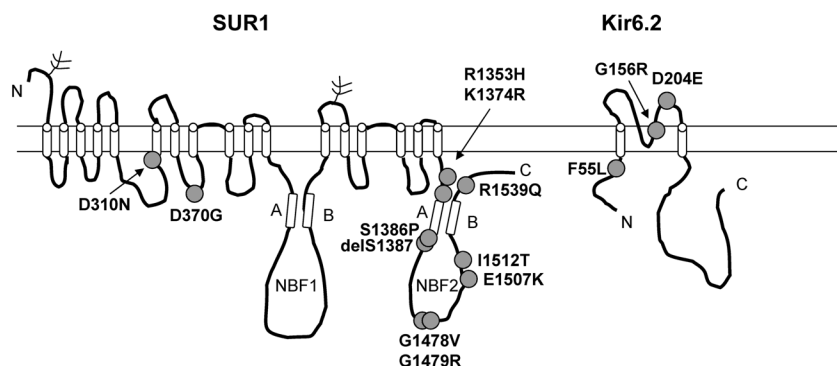 SUR1
Kir6.2
N
R1353H
K1374R
G156R
D204E
D310N
D370G
A
B
S1386P
delS1387
NBF1
A
B
C
R1539Q
I1512T
E1507K
NBF2
G1478V
G1479R
F55L
N
C